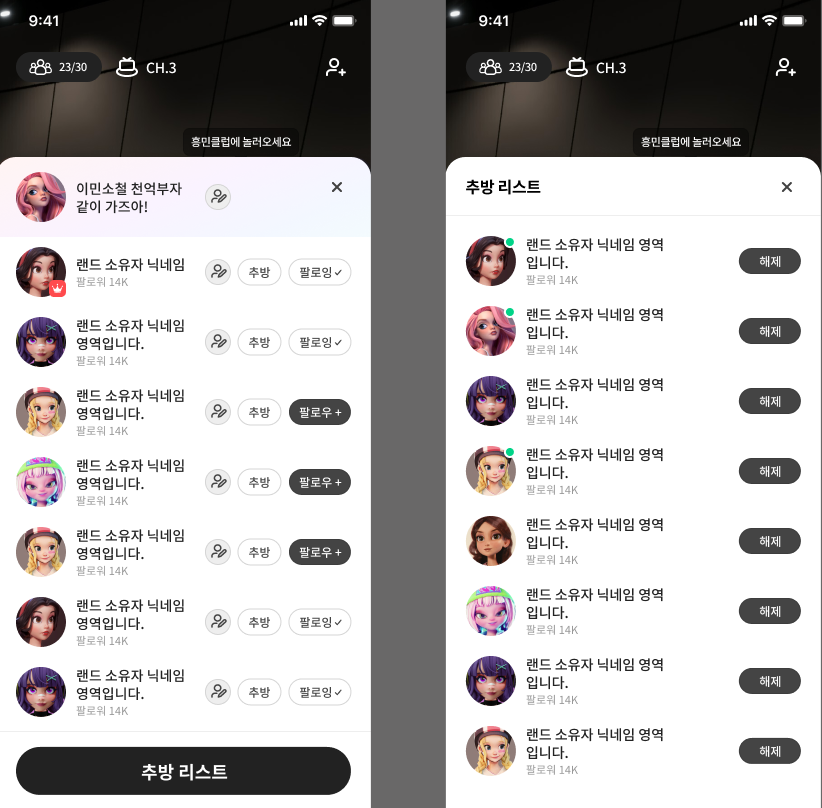 9:41
23/30
CH.3
흥민클럽에 놀러오세요
이민소철 천억부자
같이 가즈아!
랜드 소유자 닉네임
팔로워 14K
추방
팔로잉
랜드 소유자 닉네임
영역입니다.
팔로워 14K
추방
팔로잉
랜드 소유자 닉네임
영역입니다.
팔로워 14K
추방
팔로우 +
랜드 소유자 닉네임
영역입니다.
팔로워 14K
추방
팔로우 +
랜드 소유자 닉네임
영역입니다.
팔로워 14K
추방
팔로우 +
랜드 소유자 닉네임
영역입니다.
팔로워 14K
추방
팔로잉
랜드 소유자 닉네임
영역입니다.
팔로워 14K
추방
팔로잉
추방 리스트
9:41
23/30
CH.3
흥민클럽에 놀러오세요
추방 리스트
랜드 소유자 닉네임 영역
입니다.
팔로워 14K
해제
랜드 소유자 닉네임 영역
입니다.
팔로워 14K
해제
랜드 소유자 닉네임 영역
입니다.
팔로워 14K
해제
랜드 소유자 닉네임 영역
입니다.
팔로워 14K
해제
랜드 소유자 닉네임 영역
입니다.
팔로워 14K
해제
랜드 소유자 닉네임 영역
입니다.
팔로워 14K
해제
랜드 소유자 닉네임 영역
입니다.
팔로워 14K
해제
랜드 소유자 닉네임 영역
입니다.
팔로워 14K
해제